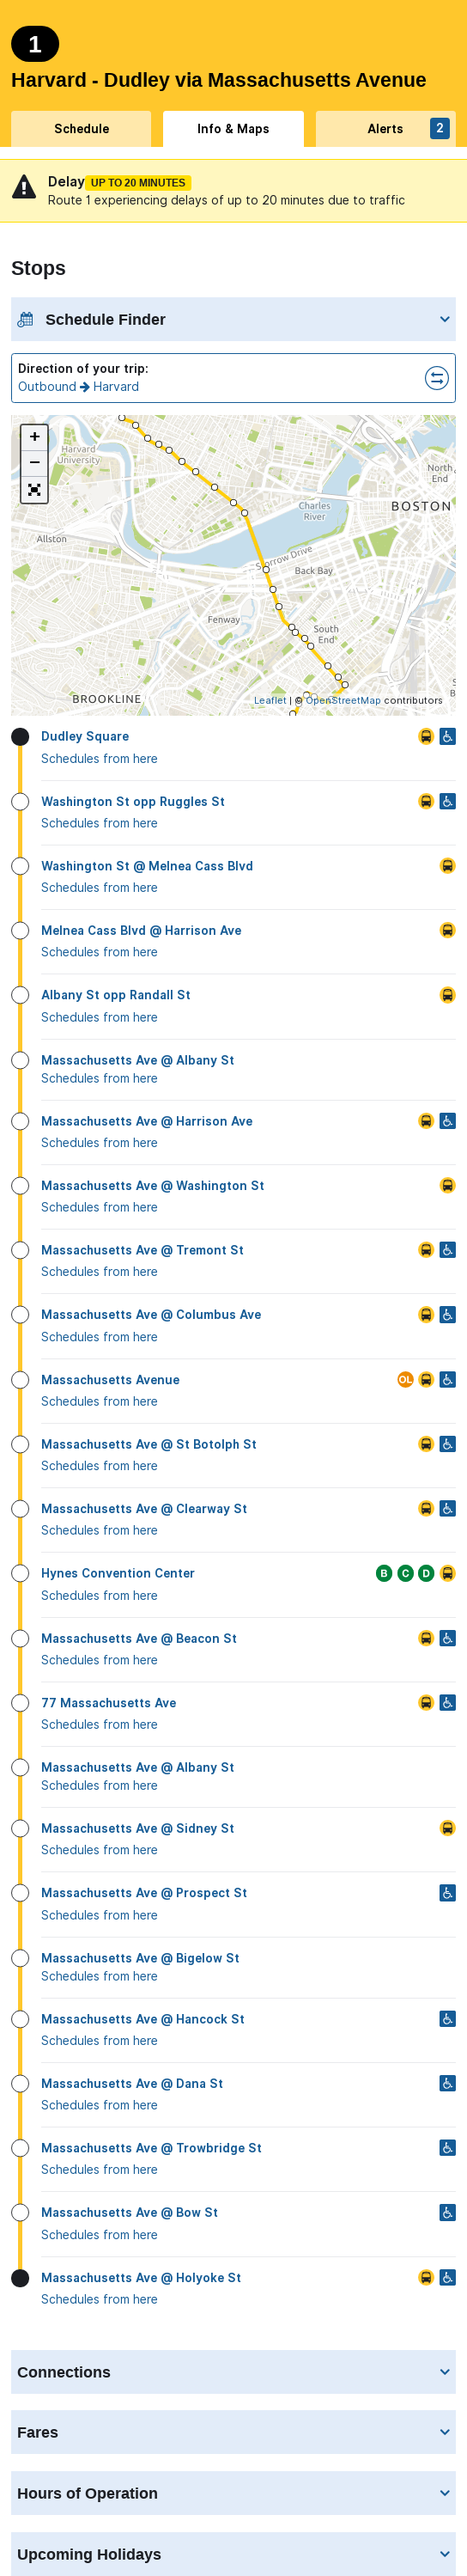 1
Harvard - Dudley via Massachusetts Avenue
Schedule
Info & Maps
Alerts
2
Delay UP TO 20 MINUTES
Route 1 experiencing delays of up to 20 minutes due to traffic
Stops
Schedule Finder
Direction of your trip:
Outbound → Harvard
+
−
Harvard
University
North
End
BOSTON
Charles
River
Allston
Storrow Drive
Back Bay
Fenway
South
End
BROOKLINE
Leaflet | © OpenStreetMap contributors
Dudley Square
Schedules from here
Washington St opp Ruggles St
Schedules from here
Washington St @ Melnea Cass Blvd
Schedules from here
Melnea Cass Blvd @ Harrison Ave
Schedules from here
Albany St opp Randall St
Schedules from here
Massachusetts Ave @ Albany St
Schedules from here
Massachusetts Ave @ Harrison Ave
Schedules from here
Massachusetts Ave @ Washington St
Schedules from here
Massachusetts Ave @ Tremont St
Schedules from here
Massachusetts Ave @ Columbus Ave
Schedules from here
Massachusetts Avenue OL
Schedules from here
Massachusetts Ave @ St Botolph St
Schedules from here
Massachusetts Ave @ Clearway St
Schedules from here
Hynes Convention Center B C D
Schedules from here
Massachusetts Ave @ Beacon St
Schedules from here
77 Massachusetts Ave
Schedules from here
Massachusetts Ave @ Albany St
Schedules from here
Massachusetts Ave @ Sidney St
Schedules from here
Massachusetts Ave @ Prospect St
Schedules from here
Massachusetts Ave @ Bigelow St
Schedules from here
Massachusetts Ave @ Hancock St
Schedules from here
Massachusetts Ave @ Dana St
Schedules from here
Massachusetts Ave @ Trowbridge St
Schedules from here
Massachusetts Ave @ Bow St
Schedules from here
Massachusetts Ave @ Holyoke St
Schedules from here
Connections
Fares
Hours of Operation
Upcoming Holidays